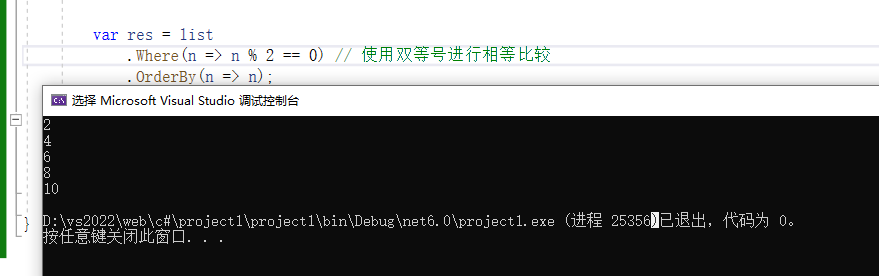 var res = list
.Where(n => n % 2 == 0) // 使用双等号进行相等比较
.OrderBy(n => n);
选择 Microsoft Visual Studio 调试控制台
2
4
6
8
10
D:\vs2022\web\c#\project1\project1\bin\Debug\net6.0\project1.exe (进程 25356)已退出，代码为 0。
按任意键关闭此窗口. . .
}